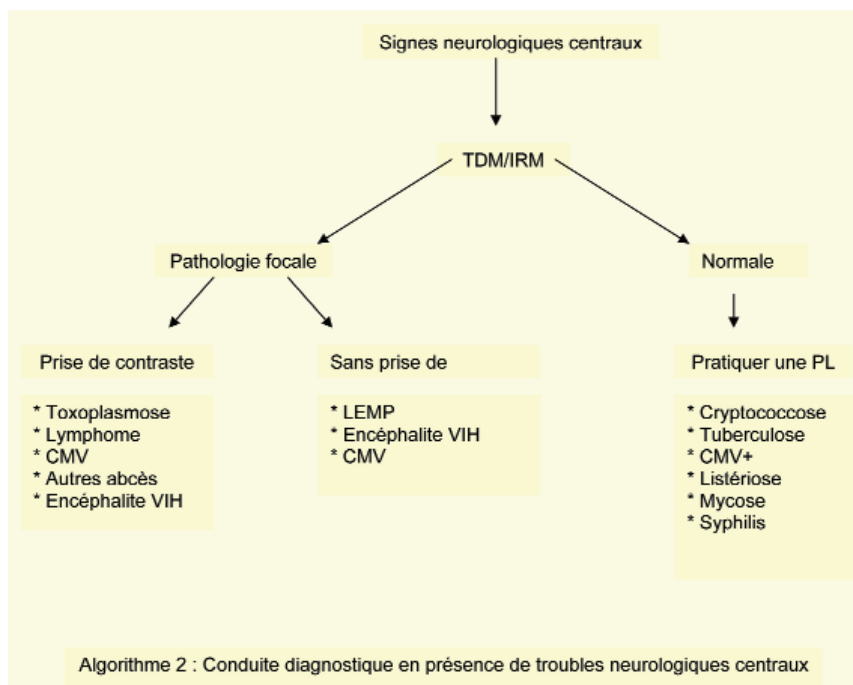 Signes neurologiques centraux
TDM/IRM
Pathologie focale
Normale
Prise de contraste
Sans prise de
Pratiquer une PL
* Toxoplasmose
* Lymphome
* CMV
* Autres abcès
* Encéphalite VIH
* LEMP
* Encéphalite VIH
* CMV
* Cryptococcose
* Tuberculose
* CMV+
* Listériose
* Mycose
* Syphilis
Algorithme 2 : Conduite diagnostique en présence de troubles neurologiques centraux